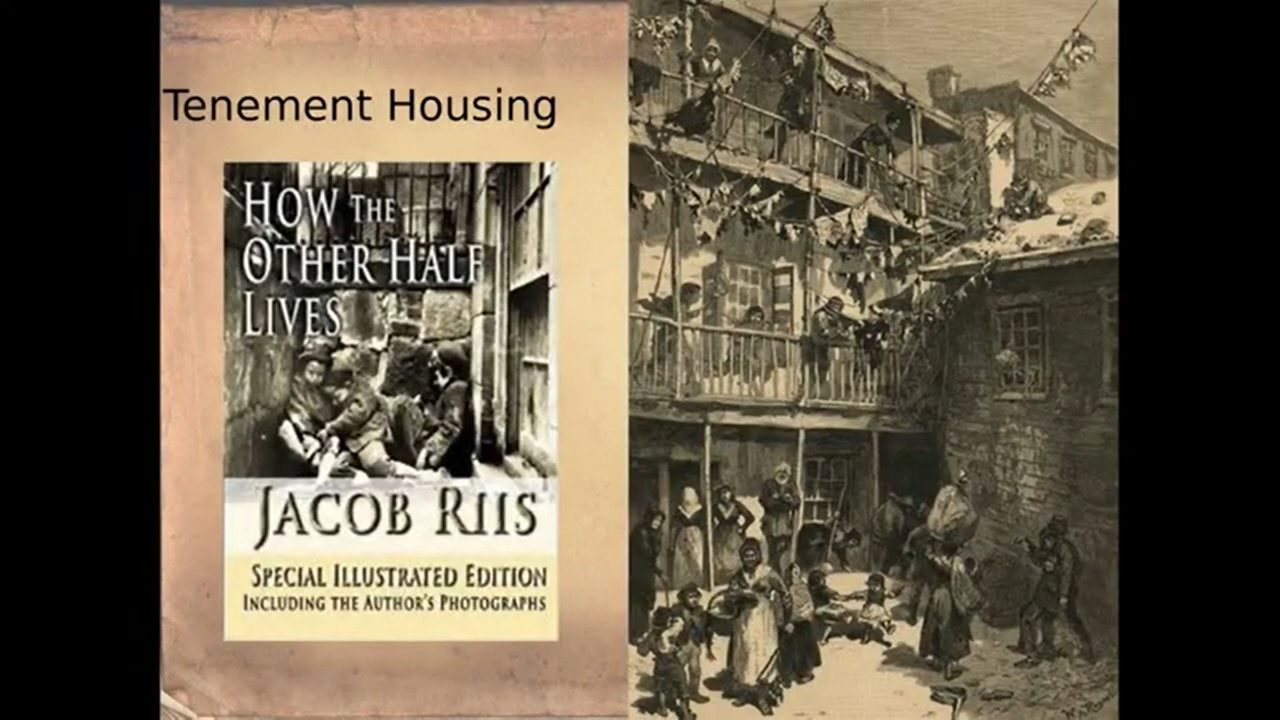 Tenement Housing
HOW THE
OTHER HALF
LIVES
JACOB RIIS
SPECIAL ILLUSTRATED EDITION
INCLUDING THE AUTHOR'S PHOTOGRAPHS